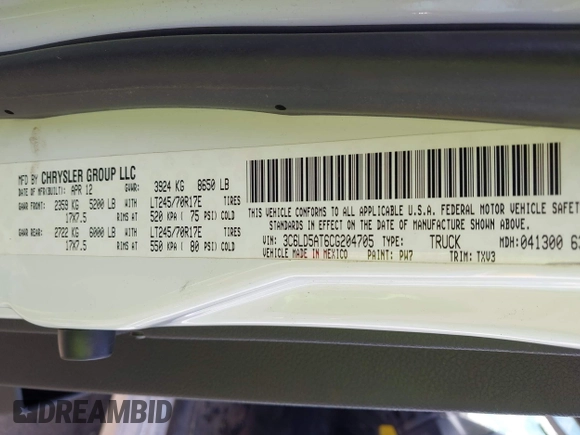 MFD BY CHRYSLER GROUP LLC
DATE OF MFR(BUILT): APR 12 GVWR: 3924 KG 8650 LB
GAWR FRONT: 2359 KG 5200 LB LT245/70R17E TIRES
17X7.5 RIMS AT 520 KPA ( 75 PSI) COLD
GAWR REAR: 2722 KG 6000 LB LT245/70R17E TIRES
17X7.5 RIMS AT 550 KPA ( 80 PSI) COLD
THIS VEHICLE CONFORMS TO ALL APPLICABLE U.S.A. FEDERAL MOTOR VEHICLE SAFETY
STANDARDS IN EFFECT ON THE DATE OF MANUFACTURE SHOWN ABOVE.
VIN: 3C6LD5AT6CG204705 TYPE: TRUCK MDH: 041300 63
VEHICLE MADE IN MEXICO PAINT: PW7 TRIM: TXV3
DREAMBID